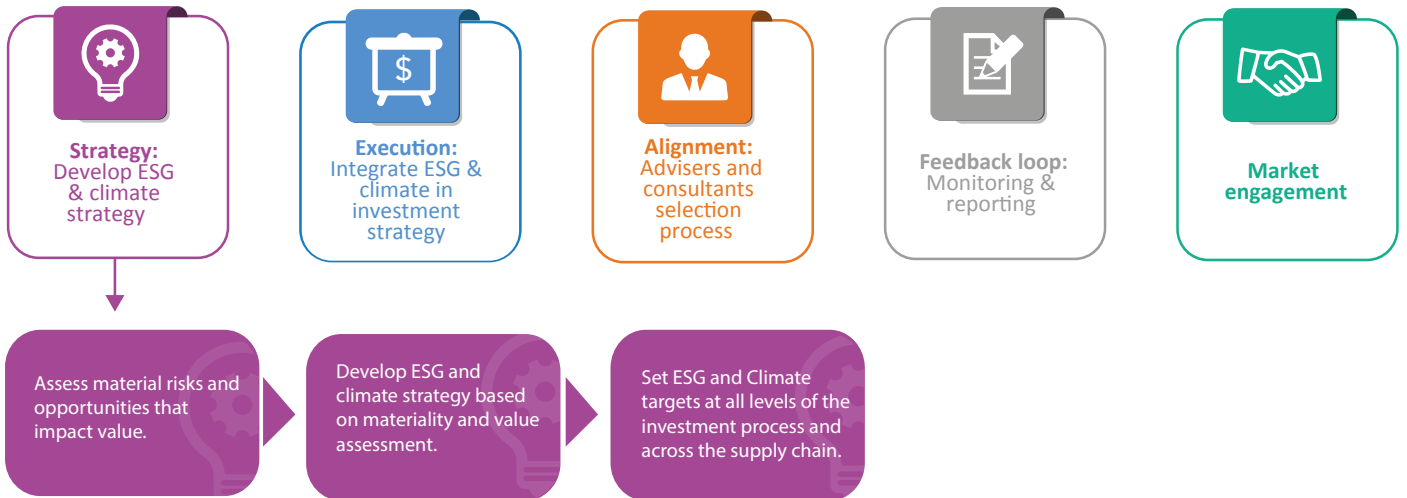 Strategy:
Develop ESG
& climate
strategy
Execution:
Integrate ESG &
climate in
investment
strategy
Alignment:
Advisers and
consultants
selection
process
Feedback loop:
Monitoring &
reporting
Market
engagement
Assess material risks and
opportunities that
impact value.
Develop ESG and
climate strategy based
on materiality and value
assessment.
Set ESG and Climate
targets at all levels of the
investment process and
across the supply chain.